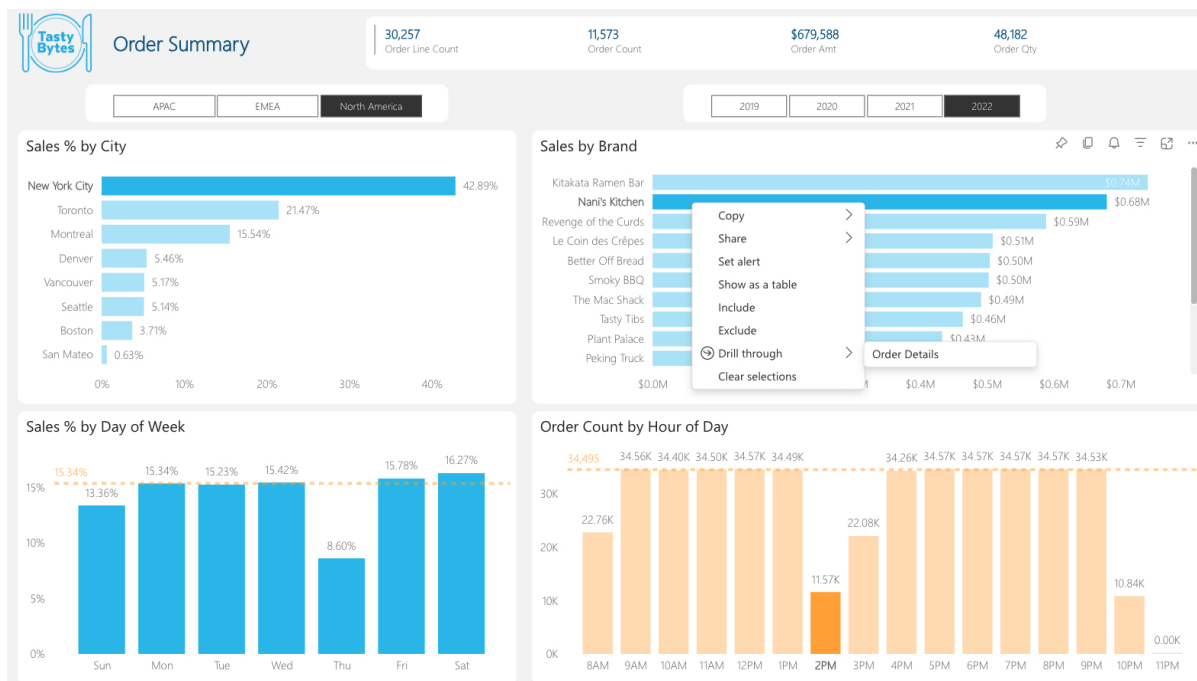 Tasty
Bytes
Order Summary
30,257
Order Line Count
11,573
Order Count
$679,588
Order Amt
48,182
Order Qty
APAC
EMEA
North America
2019
2020
2021
2022
Sales % by City
New York City 42.89%
Toronto 21.47%
Montreal 15.54%
Denver 5.46%
Vancouver 5.17%
Seattle 5.14%
Boston 3.71%
San Mateo 0.63%
0% 10% 20% 30% 40%
Sales by Brand
Kitakata Ramen Bar $0.74M
Nani's Kitchen $0.68M
Revenge of the Curds $0.59M
Le Coin des Crêpes $0.51M
Better Off Bread $0.50M
Smoky BBQ $0.50M
The Mac Shack $0.49M
Tasty Tibs $0.46M
Plant Palace $0.43M
Peking Truck
$0.0M $0.4M $0.5M $0.6M $0.7M
Copy
Share
Set alert
Show as a table
Include
Exclude
Drill through
Order Details
Clear selections
Sales % by Day of Week
15.34%
13.36% 15.34% 15.23% 15.42% 8.60% 15.78% 16.27%
15%
10%
5%
0%
Sun Mon Tue Wed Thu Fri Sat
Order Count by Hour of Day
34,495
22.76K 34.56K 34.40K 34.50K 34.57K 34.49K 11.57K 22.08K 34.26K 34.57K 34.57K 34.57K 34.57K 34.53K 10.84K 0.00K
30K
20K
10K
0K
8AM 9AM 10AM 11AM 12PM 1PM 2PM 3PM 4PM 5PM 6PM 7PM 8PM 9PM 10PM 11PM